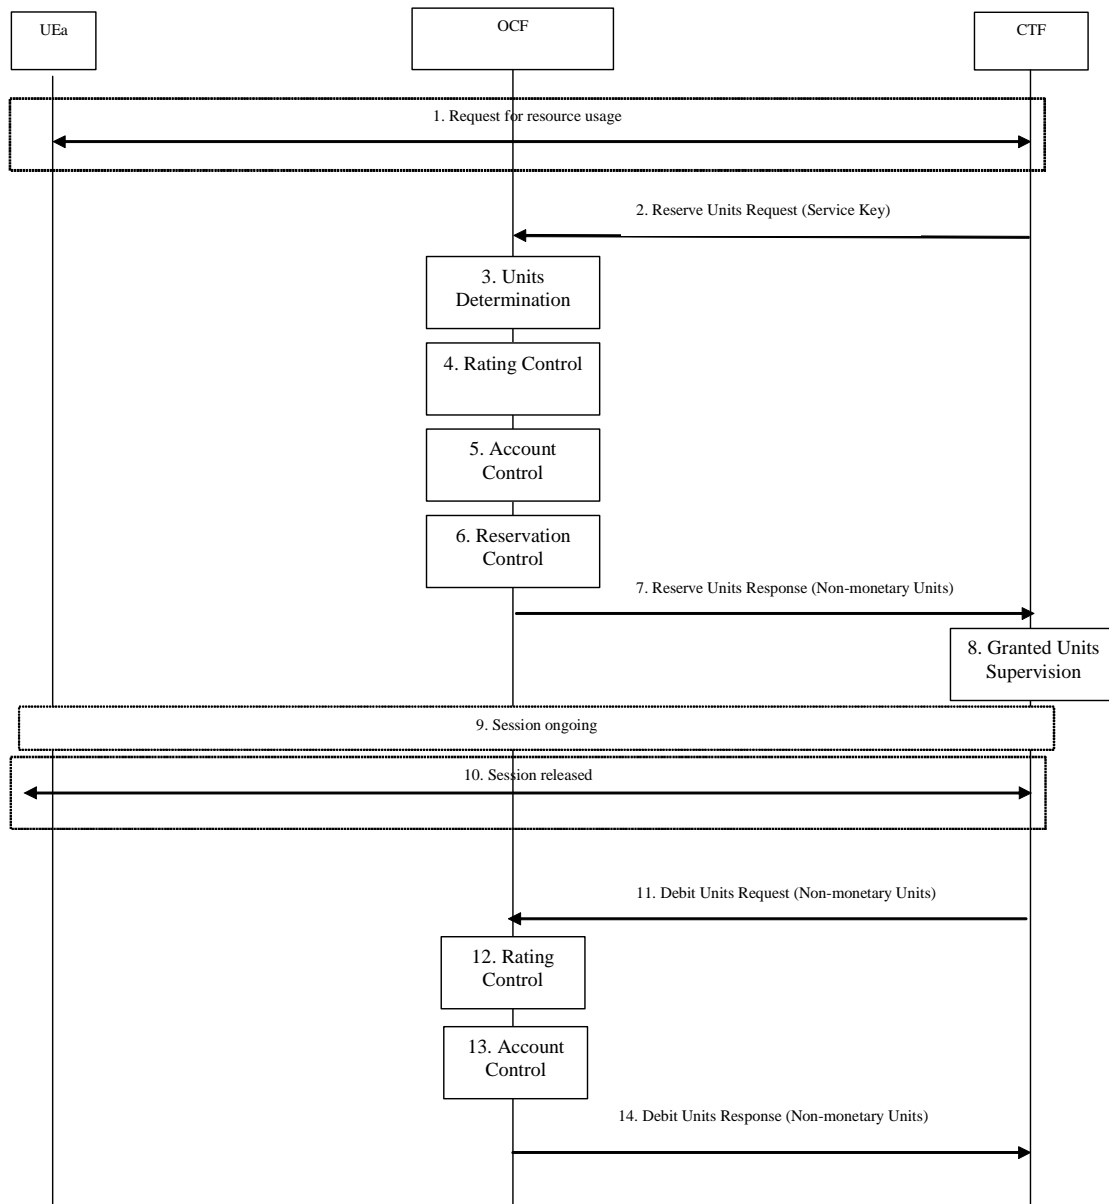 UEa
OCF
CTF
1. Request for resource usage
2. Reserve Units Request (Service Key)
3. Units
Determination
4. Rating Control
5. Account
Control
6. Reservation
Control
7. Reserve Units Response (Non-monetary Units)
8. Granted Units
Supervision
9. Session ongoing
10. Session released
11. Debit Units Request (Non-monetary Units)
12. Rating
Control
13. Account
Control
14. Debit Units Response (Non-monetary Units)